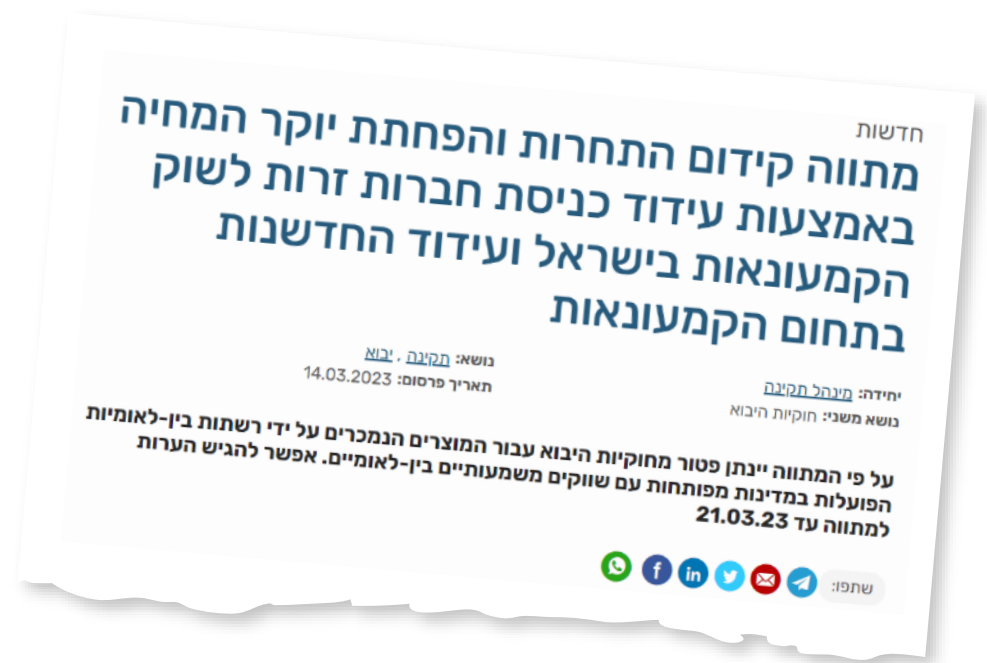 חדשות
מתווה קידום התחרות והפחתת יוקר המחיה
באמצעות עידוד כניסת חברות זרות לשוק
הקמעונאות בישראל ועידוד החדשנות
בתחום הקמעונאות
יחידה: מינהל תקינה
נושא משני: חוקיות היבוא
נושא: תקינה , יבוא
תאריך פרסום: 14.03.2023
על פי המתווה יינתן פטור מחוקיות היבוא עבור המוצרים הנמכרים על ידי רשתות בין-לאומיות
הפועלות במדינות מפותחות עם שווקים משמעותיים בין-לאומיים. אפשר להגיש הערות
למתווה עד 21.03.23
שתפו: